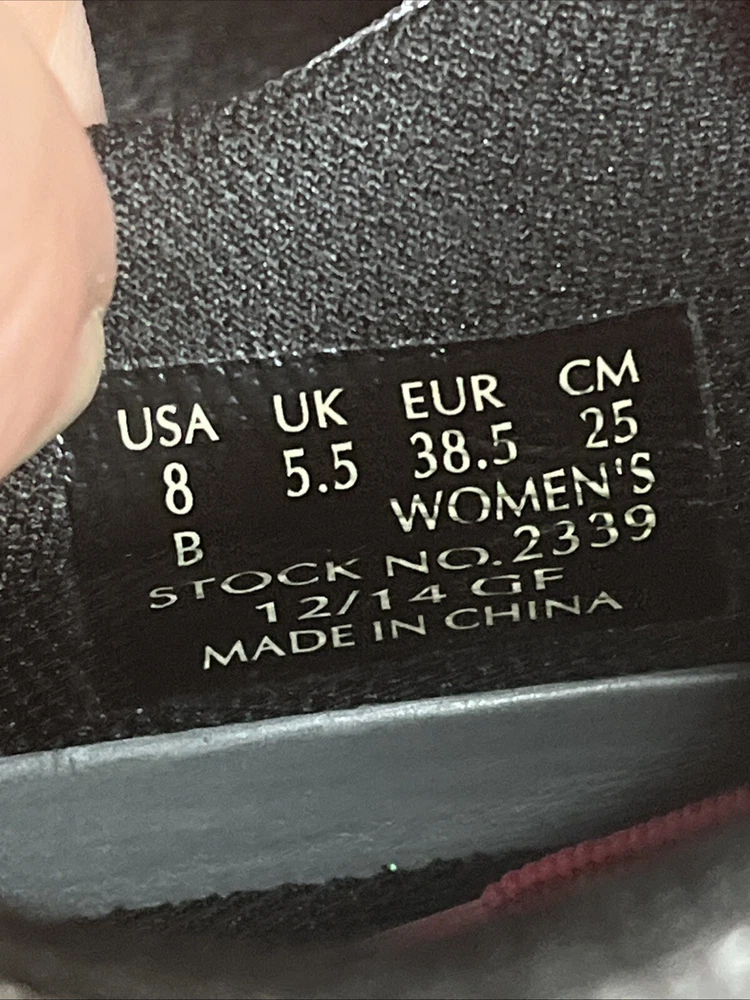 USA UK EUR CM
8 5.5 38.5 25
B WOMEN'S
STOCK NO. 2339
12/14 GF
MADE IN CHINA